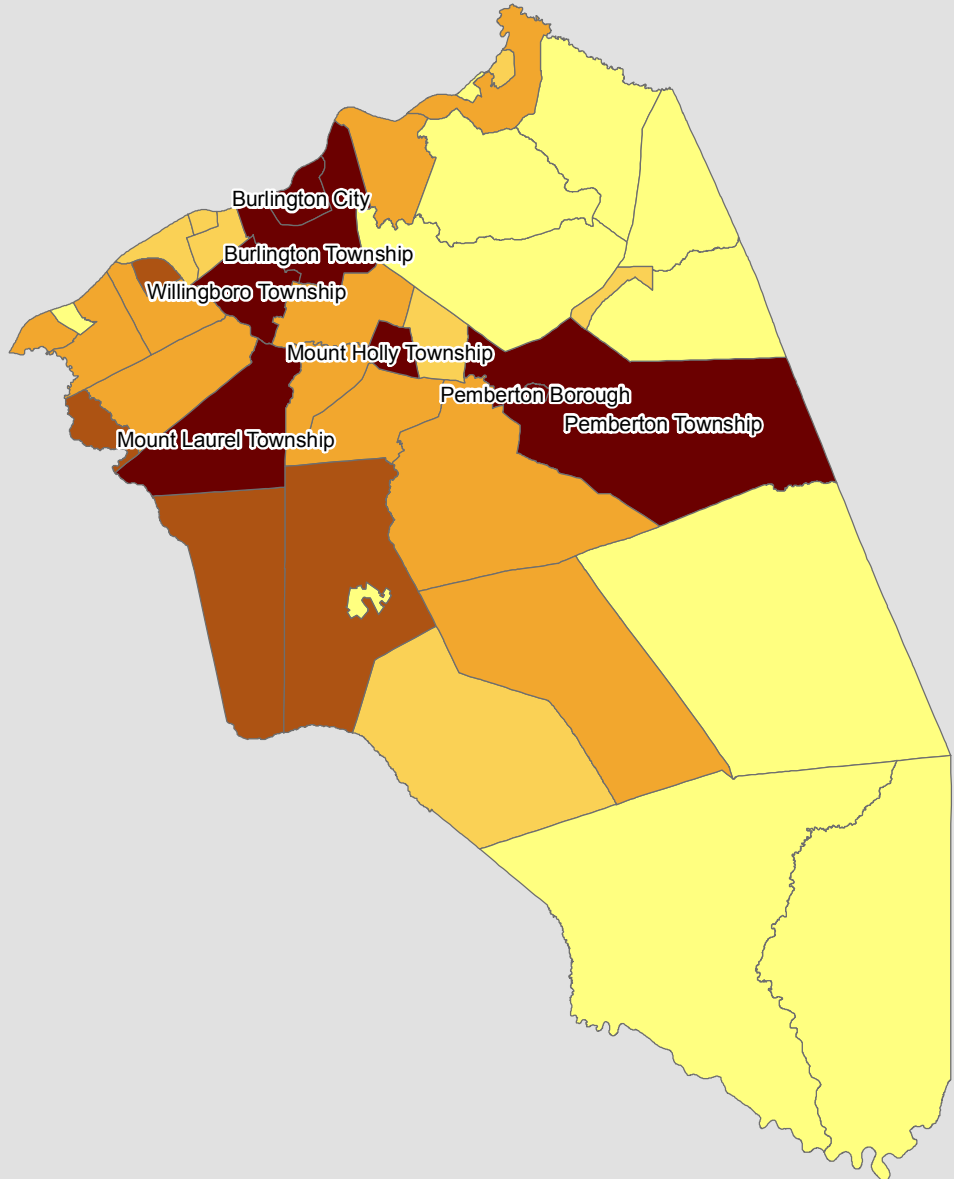 Burlington City
Burlington Township
Willingboro Township
Mount Holly Township
Pemberton Borough
Pemberton Township
Mount Laurel Township